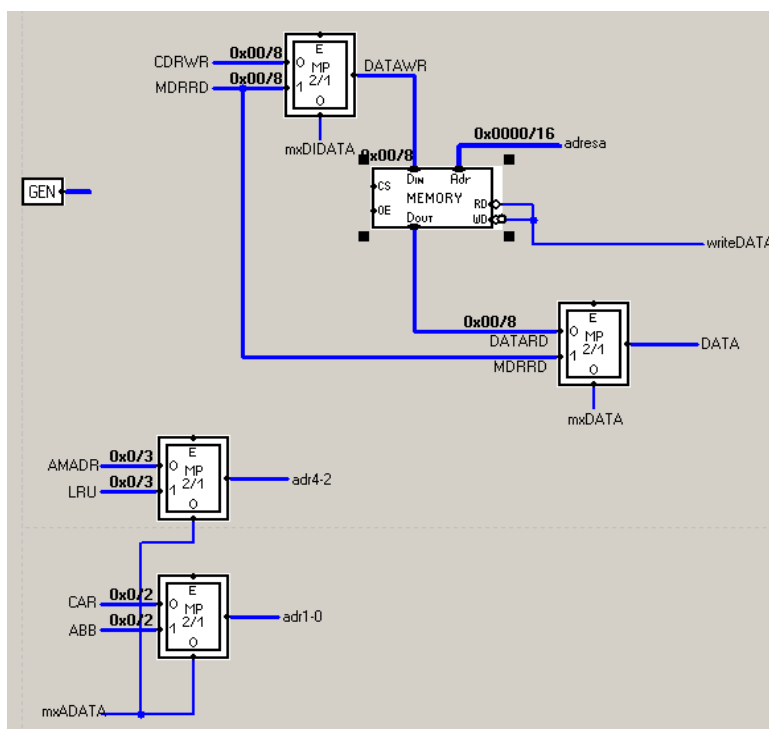 CDRWR 0x00/8
MDRRD 0x00/8
E
0 MP
1 2/1
0
DATAWR
mxDIDATA
0x00/8
0x0000/16
adresa
GEN
DIN Adr
CS
MEMORY
RD
OE
DOUT
WD
writeDATA
0x00/8
DATARD
MDRRD
E
0 MP
1 2/1
0
DATA
mxDATA
AMADR 0x0/3
LRU 0x0/3
E
0 MP
1 2/1
0
adr4-2
CAR 0x0/2
ABB 0x0/2
E
0 MP
1 2/1
0
adr1-0
mxADATA